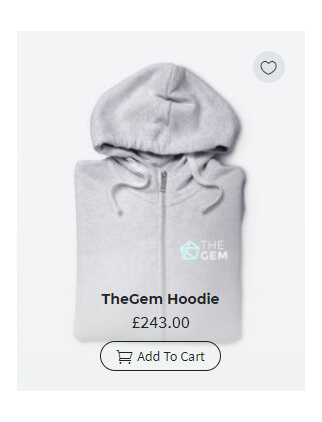 THE
GEM
TheGem Hoodie
£243.00
Add To Cart